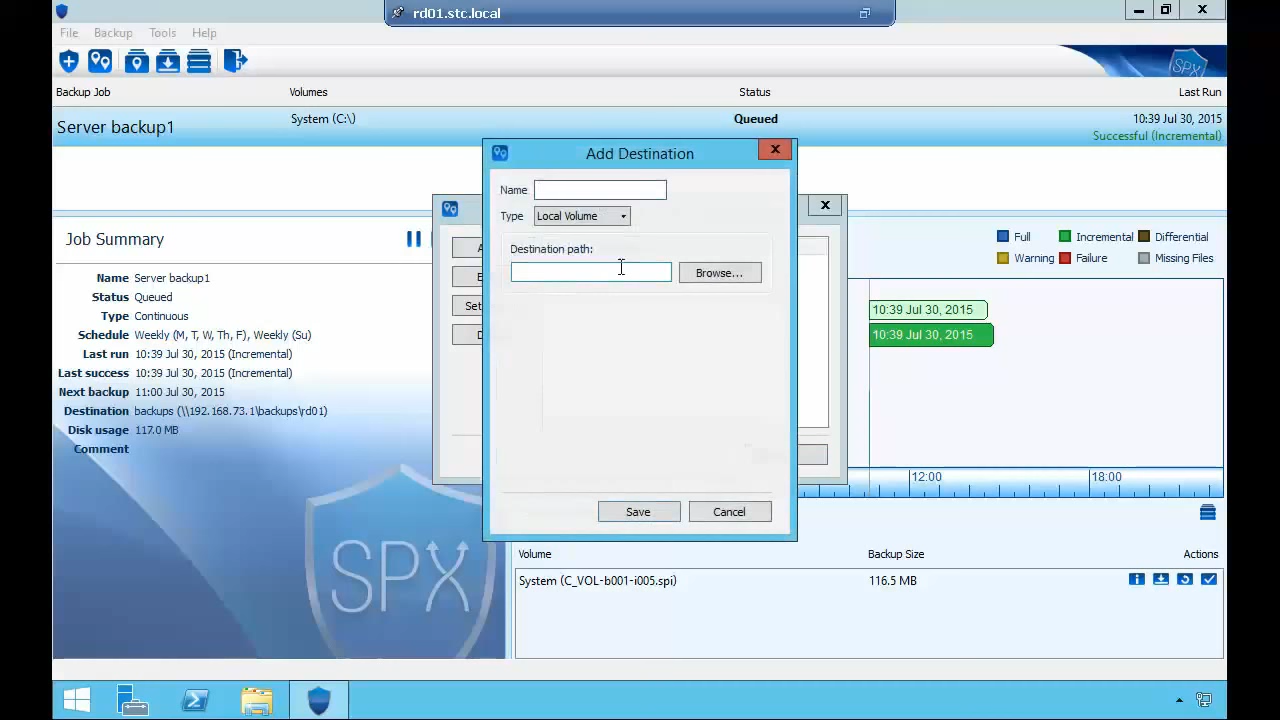 rd01.stc.local
File Backup Tools Help
SPX
Backup Job Volumes Status Last Run
Server backup1 System (C:\) Queued 10:39 Jul 30, 2015
Successful (Incremental)
Add Destination
Name
Type Local Volume
Destination path:
Browse...
Save Cancel
Set
Job Summary
Name Server backup1
Status Queued
Type Continuous
Schedule Weekly (M, T, W, Th, F), Weekly (Su)
Last run 10:39 Jul 30, 2015 (Incremental)
Last success 10:39 Jul 30, 2015 (Incremental)
Next backup 11:00 Jul 30, 2015
Destination backups (\\192.168.73.1\backups\rd01)
Disk usage 117.0 MB
Comment
SPX
Full Incremental Differential
Warning Failure Missing Files
10:39 Jul 30, 2015
10:39 Jul 30, 2015
12:00 18:00
Volume Backup Size Actions
System (C_VOL-b001-i005.spi) 116.5 MB